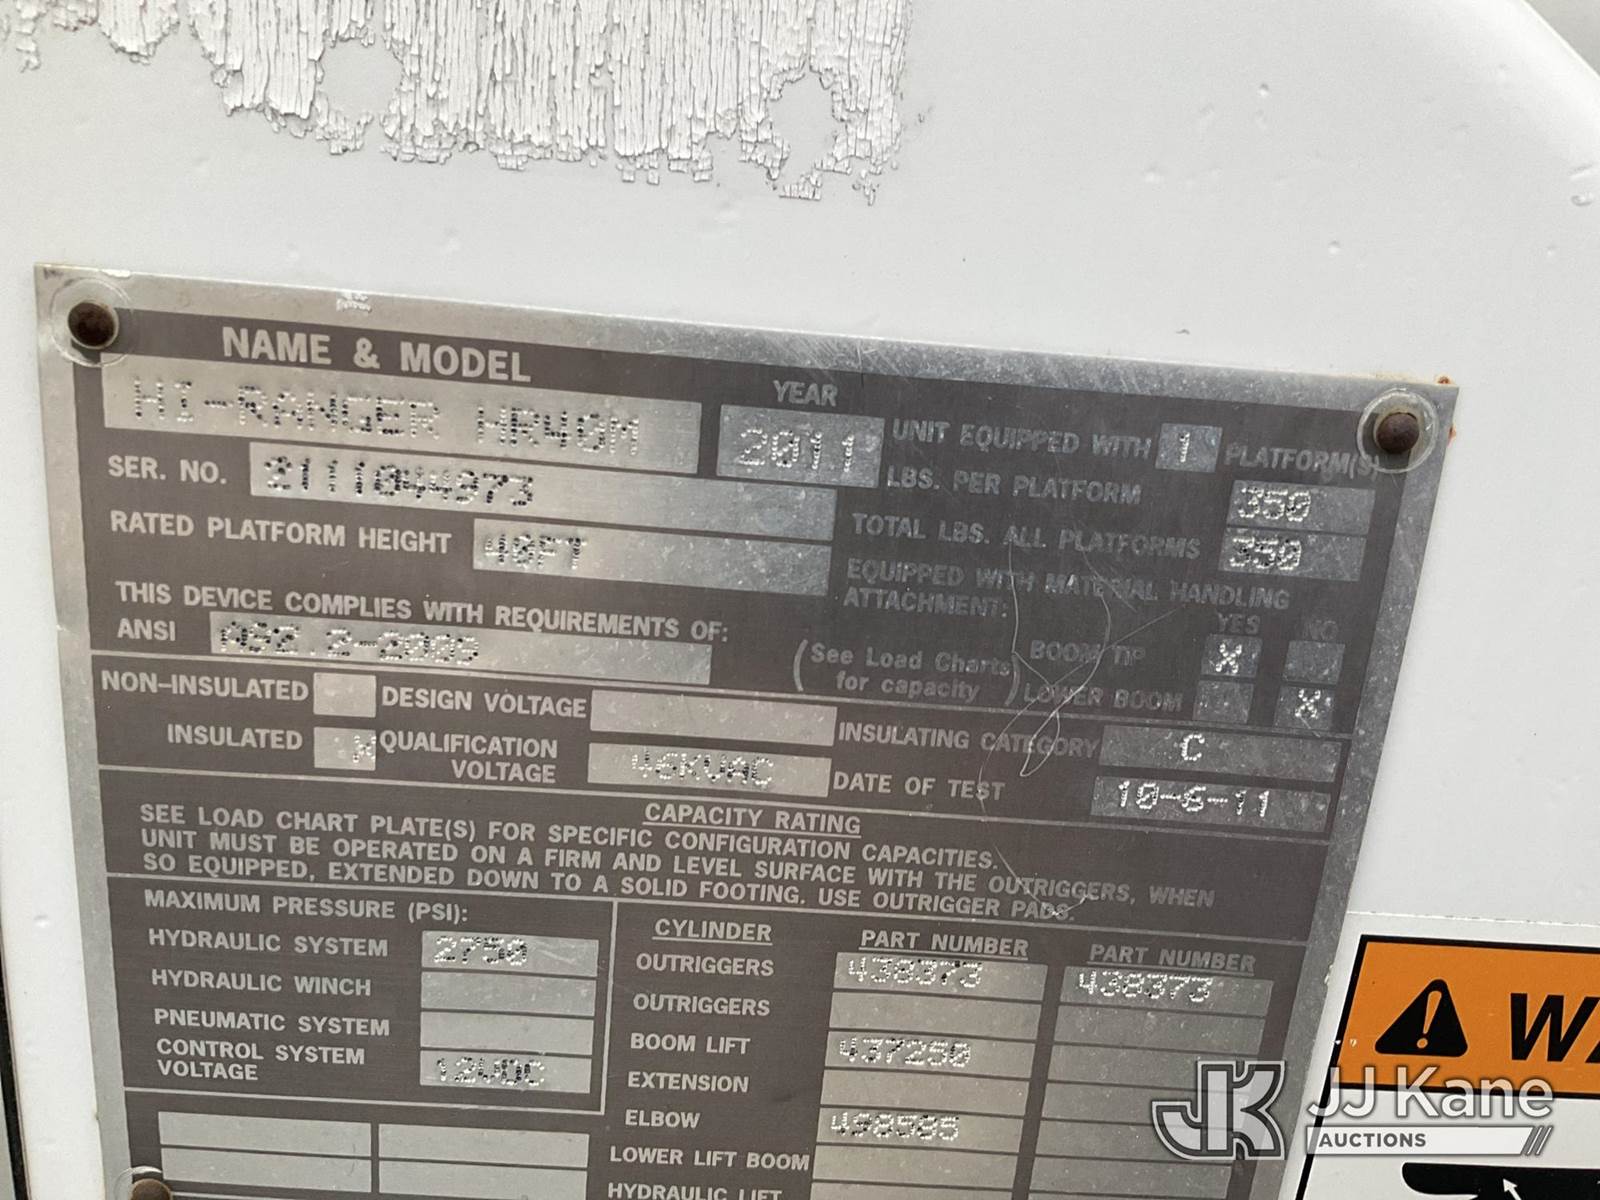 NAME & MODEL
HI-RANGER HR40M
YEAR
2011
UNIT EQUIPPED WITH 1 PLATFORM(S)
SER. NO. 2111044973
LBS. PER PLATFORM 350
RATED PLATFORM HEIGHT 40FT
TOTAL LBS. ALL PLATFORMS 350
EQUIPPED WITH MATERIAL HANDLING
ATTACHMENT:
YES NO
THIS DEVICE COMPLIES WITH REQUIREMENTS OF:
ANSI A92.2-2009
(See Load Charts
for capacity)
BOOM TIP X
LOWER BOOM X
NON-INSULATED
DESIGN VOLTAGE
INSULATING CATEGORY C
INSULATED X
QUALIFICATION
VOLTAGE 46KVAC
DATE OF TEST 10-6-11
CAPACITY RATING
SEE LOAD CHART PLATE(S) FOR SPECIFIC CONFIGURATION CAPACITIES.
UNIT MUST BE OPERATED ON A FIRM AND LEVEL SURFACE WITH THE OUTRIGGERS, WHEN
SO EQUIPPED, EXTENDED DOWN TO A SOLID FOOTING. USE OUTRIGGER PADS.
MAXIMUM PRESSURE (PSI):
HYDRAULIC SYSTEM 2750
HYDRAULIC WINCH
PNEUMATIC SYSTEM
CONTROL SYSTEM
VOLTAGE 12VDC
CYLINDER PART NUMBER PART NUMBER
OUTRIGGERS 438373 438373
OUTRIGGERS
BOOM LIFT 437250
EXTENSION
ELBOW 498585
LOWER LIFT BOOM
HYDRAULIC LIFT
WA
JK JJ Kane
AUCTIONS